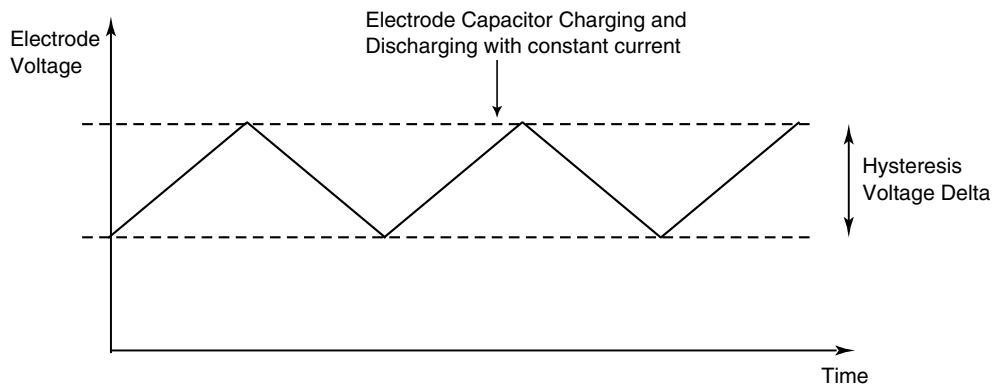 Electrode Capacitor Charging and
Discharging with constant current
Electrode
Voltage
Hysteresis
Voltage Delta
Time